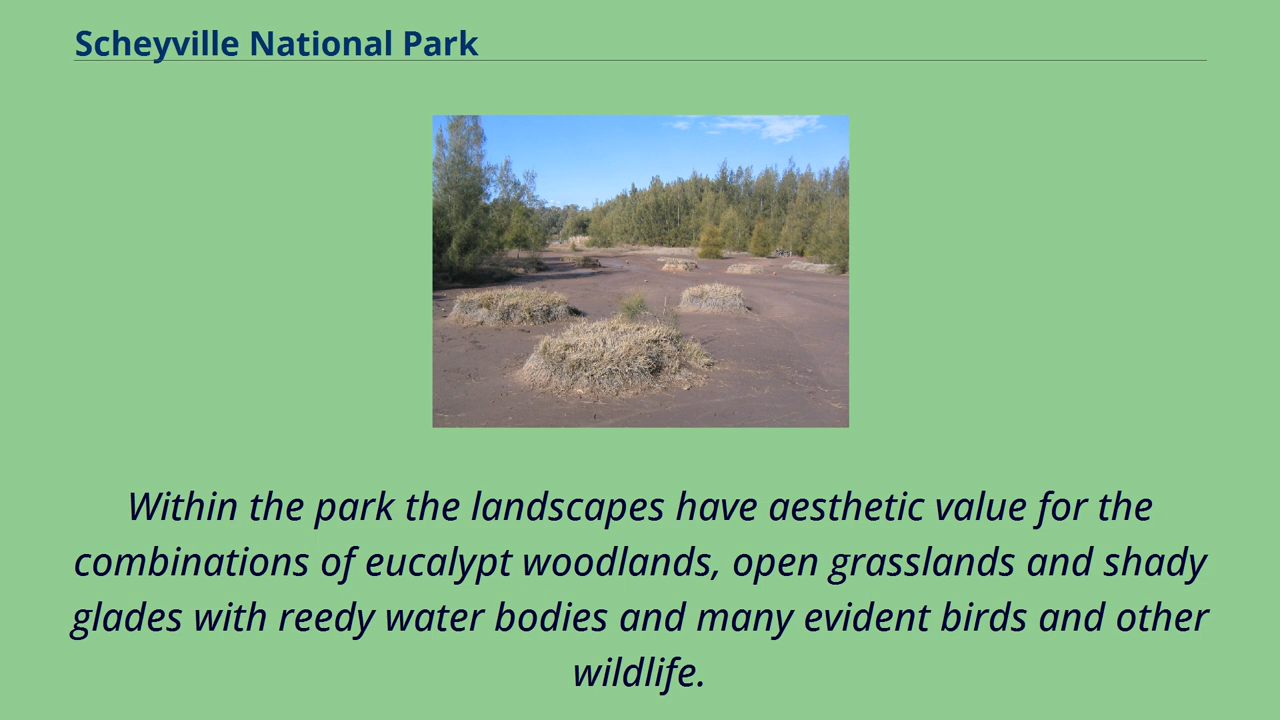 Scheyville National Park
Within the park the landscapes have aesthetic value for the
combinations of eucalypt woodlands, open grasslands and shady
glades with reedy water bodies and many evident birds and other
wildlife.